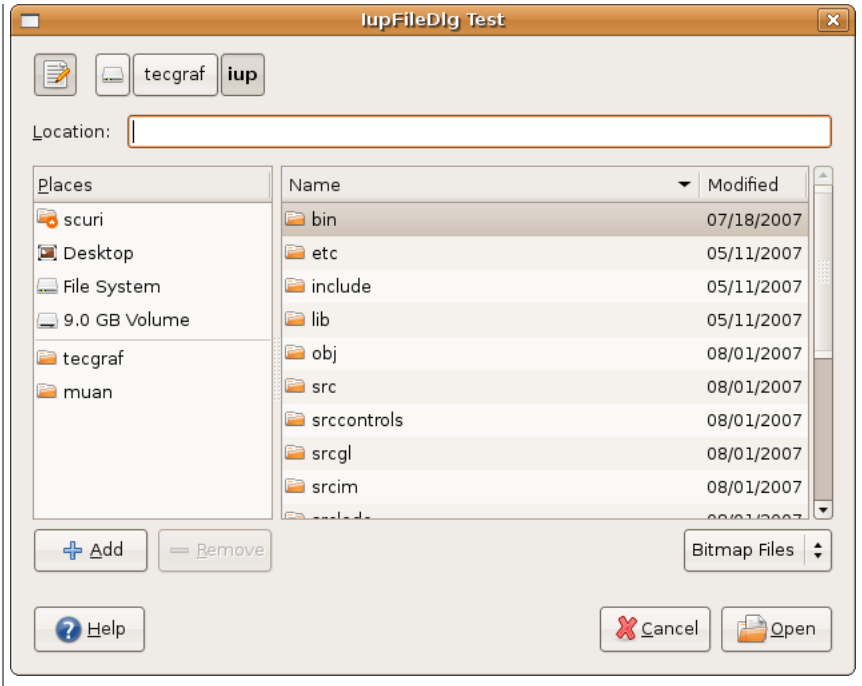 IupFileDlg Test
tecgraf iup
Location:
Places
scuri
Desktop
File System
9.0 GB Volume
tecgraf
muan
Name Modified
bin 07/18/2007
etc 05/11/2007
include 05/11/2007
lib 05/11/2007
obj 08/01/2007
src 08/01/2007
srccontrols 08/01/2007
srcgl 08/01/2007
srcim 08/01/2007
Add Remove Bitmap Files
Help Cancel Open